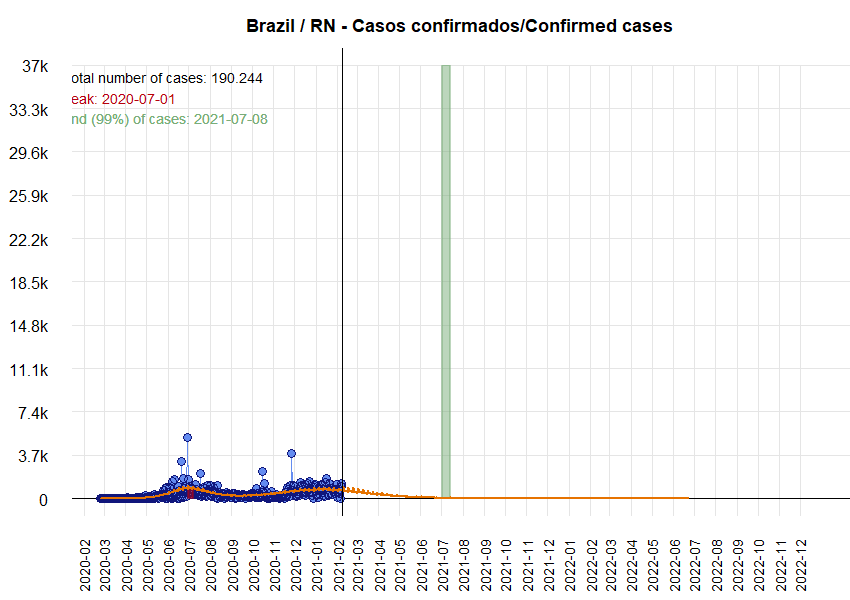 Brazil / RN - Casos confirmados/Confirmed cases
37k
otal number of cases: 190.244
eak: 2020-07-01
33.3k
nd (99%) of cases: 2021-07-08
29.6k
25.9k
22.2k
18.5k
14.8k
11.1k
7.4k
3.7k
0
2020-02
2020-03
2020-04
2020-05
2020-06
2020-07
2020-08
2020-09
2020-10
2020-11
2020-12
2021-01
2021-02
2021-03
2021-04
2021-05
2021-06
2021-07
2021-08
2021-09
2021-10
2021-11
2021-12
2022-01
2022-02
2022-03
2022-04
2022-05
2022-06
2022-07
2022-08
2022-09
2022-10
2022-11
2022-12